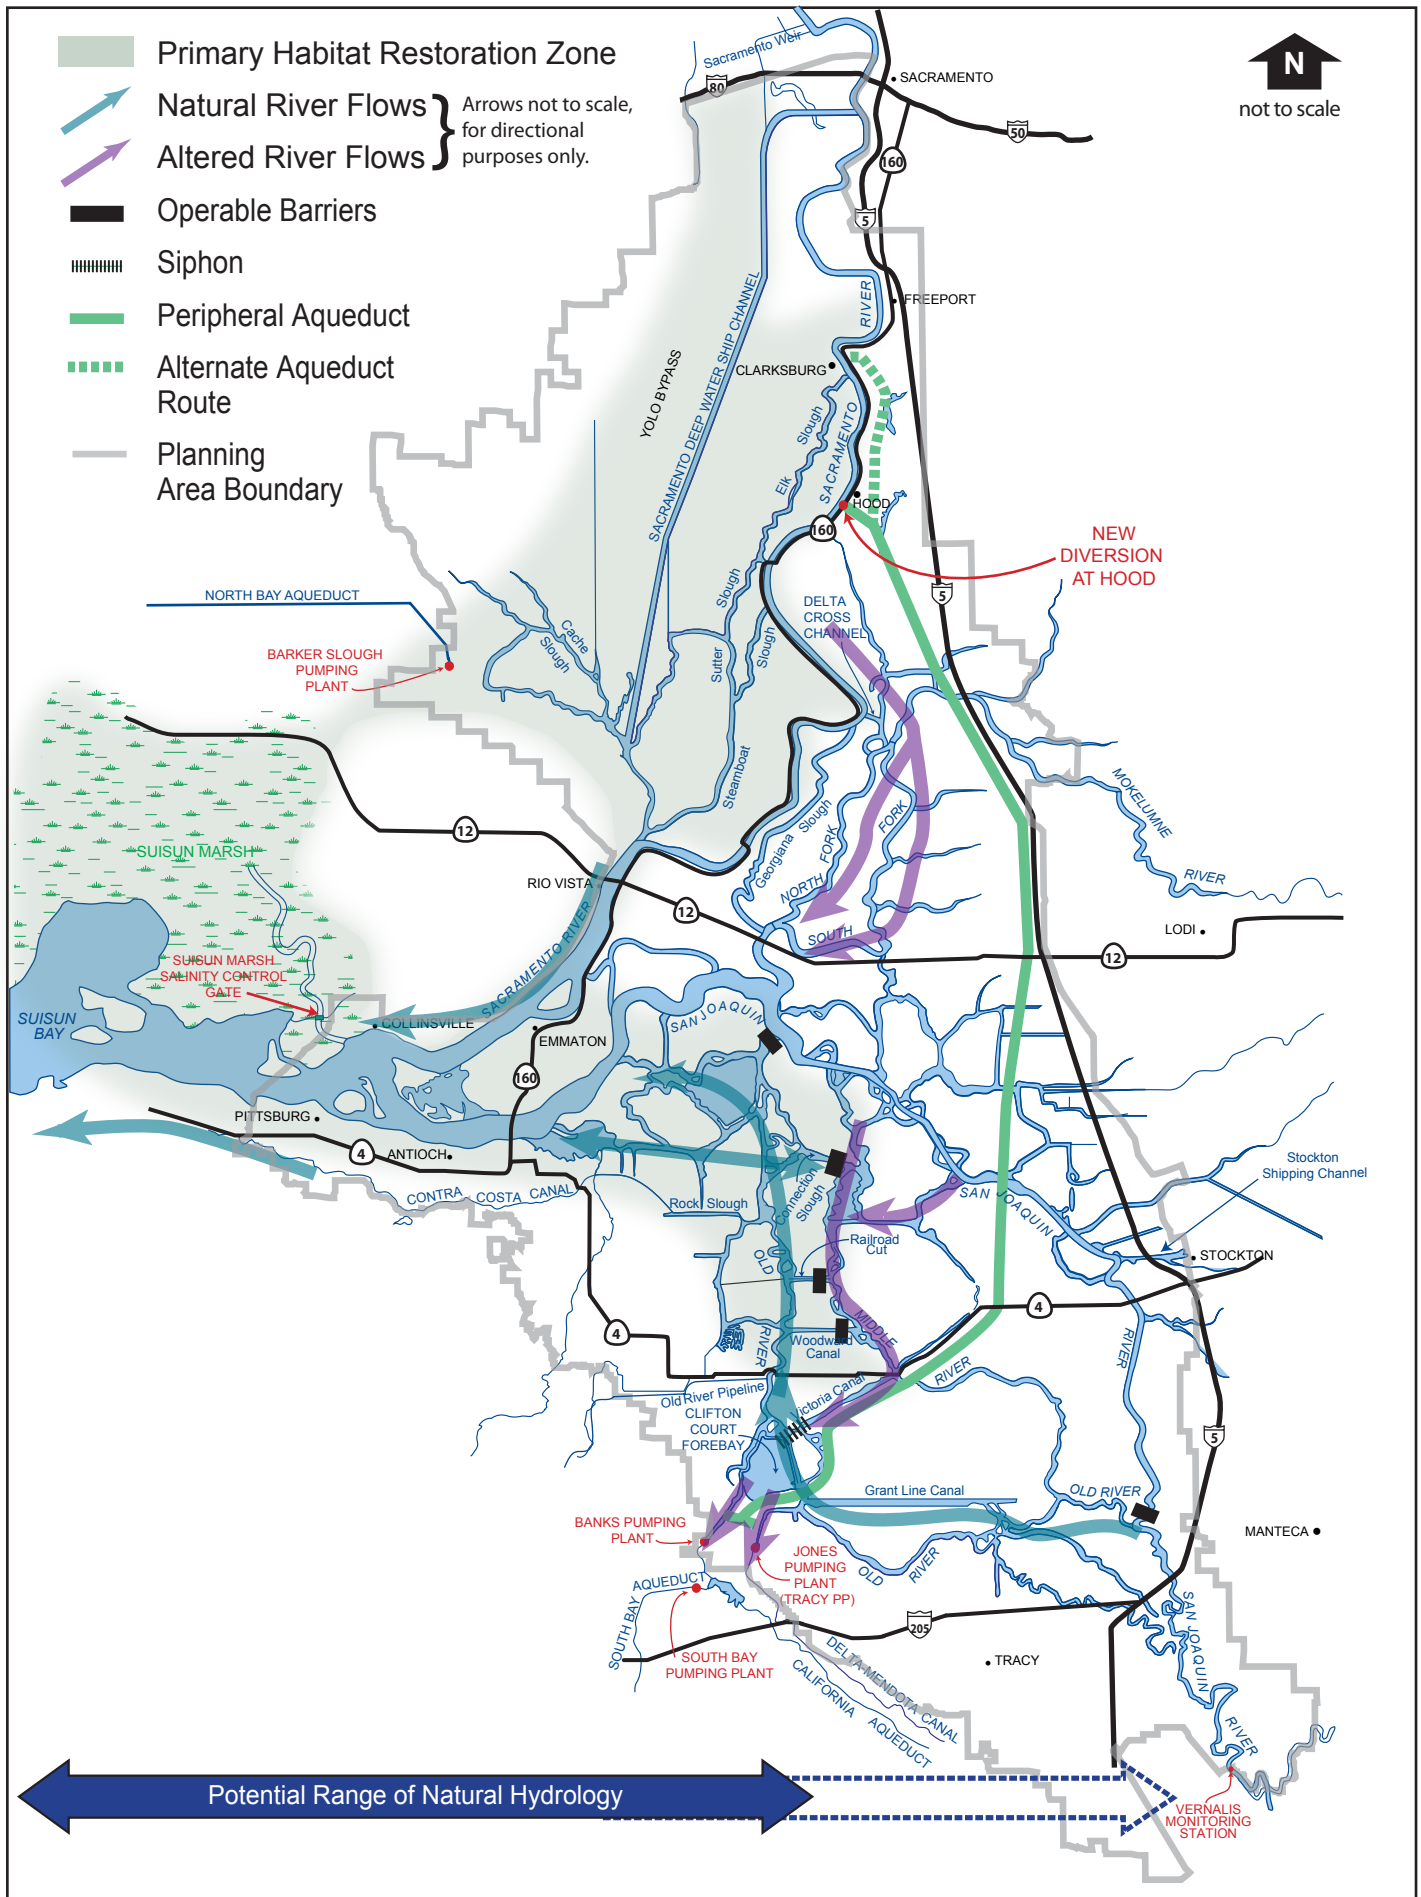 Primary Habitat Restoration Zone
Natural River Flows
Altered River Flows
}
Arrows not to scale,
for directional
purposes only.
Operable Barriers
Siphon
Peripheral Aqueduct
Alternate Aqueduct
Route
Planning
Area Boundary
N
not to scale
Sacramento Weir
80
SACRAMENTO
50
160
5
FREEPORT
RIVER
YOLO BYPASS
SACRAMENTO DEEP WATER SHIP CHANNEL
CLARKSBURG
Elk Slough
SACRAMENTO
HOOD
160
NEW
DIVERSION
AT HOOD
5
NORTH BAY AQUEDUCT
BARKER SLOUGH
PUMPING
PLANT
Cache
Slough
Sutter
Slough
Steamboat
Slough
DELTA
CROSS
CHANNEL
MOKELUMNE
RIVER
Georgiana Slough
NORTH
FORK
SOUTH
FORK
SUISUN MARSH
12
RIO VISTA
12
LODI
12
SACRAMENTO RIVER
SUISUN MARSH
SALINITY CONTROL
GATE
SUISUN
BAY
COLLINSVILLE
EMMATON
160
SAN JOAQUIN
PITTSBURG
4
ANTIOCH
CONTRA COSTA CANAL
Rock Slough
Connection
Slough
SAN JOAQUIN
RIVER
Stockton
Shipping Channel
STOCKTON
Railroad
Cut
OLD
RIVER
MIDDLE
RIVER
4
4
Woodward
Canal
Old River Pipeline
Victoria Canal
CLIFTON
COURT
FOREBAY
5
Grant Line Canal
OLD RIVER
BANKS PUMPING
PLANT
JONES
PUMPING
PLANT
(TRACY PP)
OLD
RIVER
MANTECA
SOUTH BAY
AQUEDUCT
SOUTH BAY
PUMPING PLANT
205
TRACY
DELTA-MENDOTA CANAL
CALIFORNIA AQUEDUCT
SAN JOAQUIN
RIVER
VERNALIS
MONITORING
STATION
Potential Range of Natural Hydrology